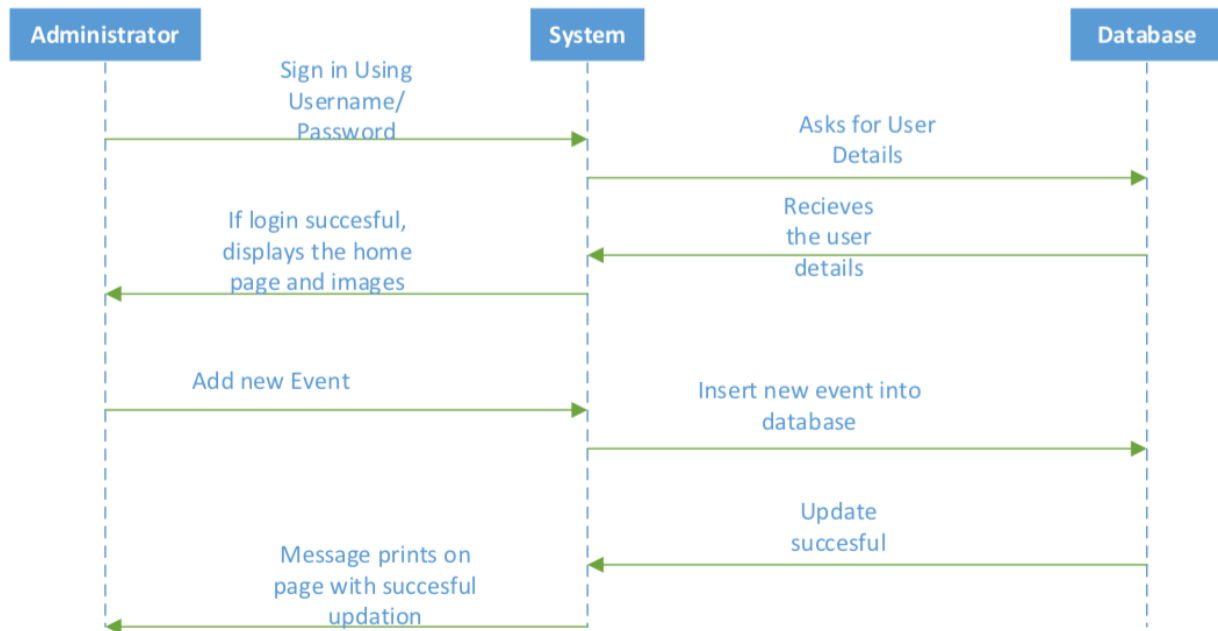 Administrator
System
Database
Sign in Using
Username/
Password
Asks for User
Details
If login succesful,
displays the home
page and images
Recieves
the user
details
Add new Event
Insert new event into
database
Update
succesful
Message prints on
page with succesful
updation